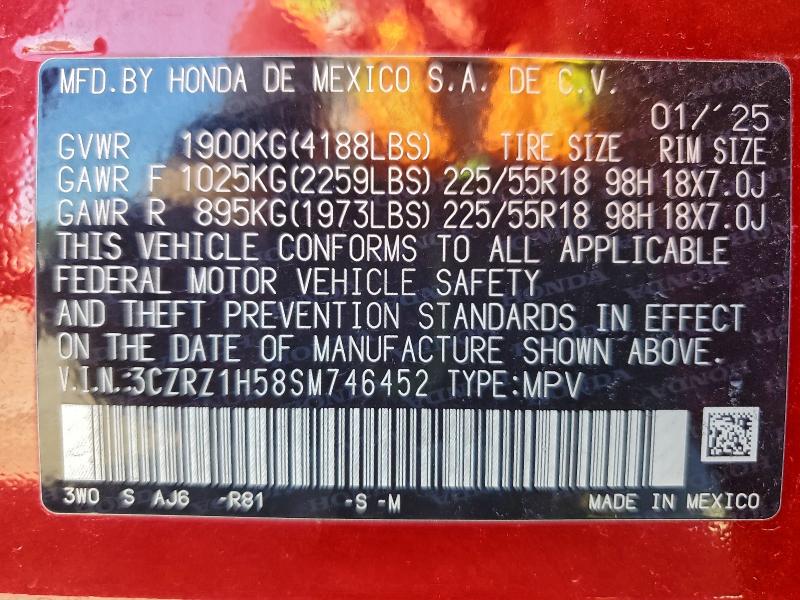 MFD.BY HONDA DE MEXICO S.A. DE C.V.
01/'25
GVWR 1900KG(4188LBS) TIRE SIZE RIM SIZE
GAWR F 1025KG(2259LBS) 225/55R18 98H 18X7.0J
GAWR R 895KG(1973LBS) 225/55R18 98H 18X7.0J
THIS VEHICLE CONFORMS TO ALL APPLICABLE
FEDERAL MOTOR VEHICLE SAFETY
AND THEFT PREVENTION STANDARDS IN EFFECT
ON THE DATE OF MANUFACTURE SHOWN ABOVE.
V.I.N.:3CZRZ1H58SM746452 TYPE:MPV
3W0 S AJ6 -R81 -S -M MADE IN MEXICO